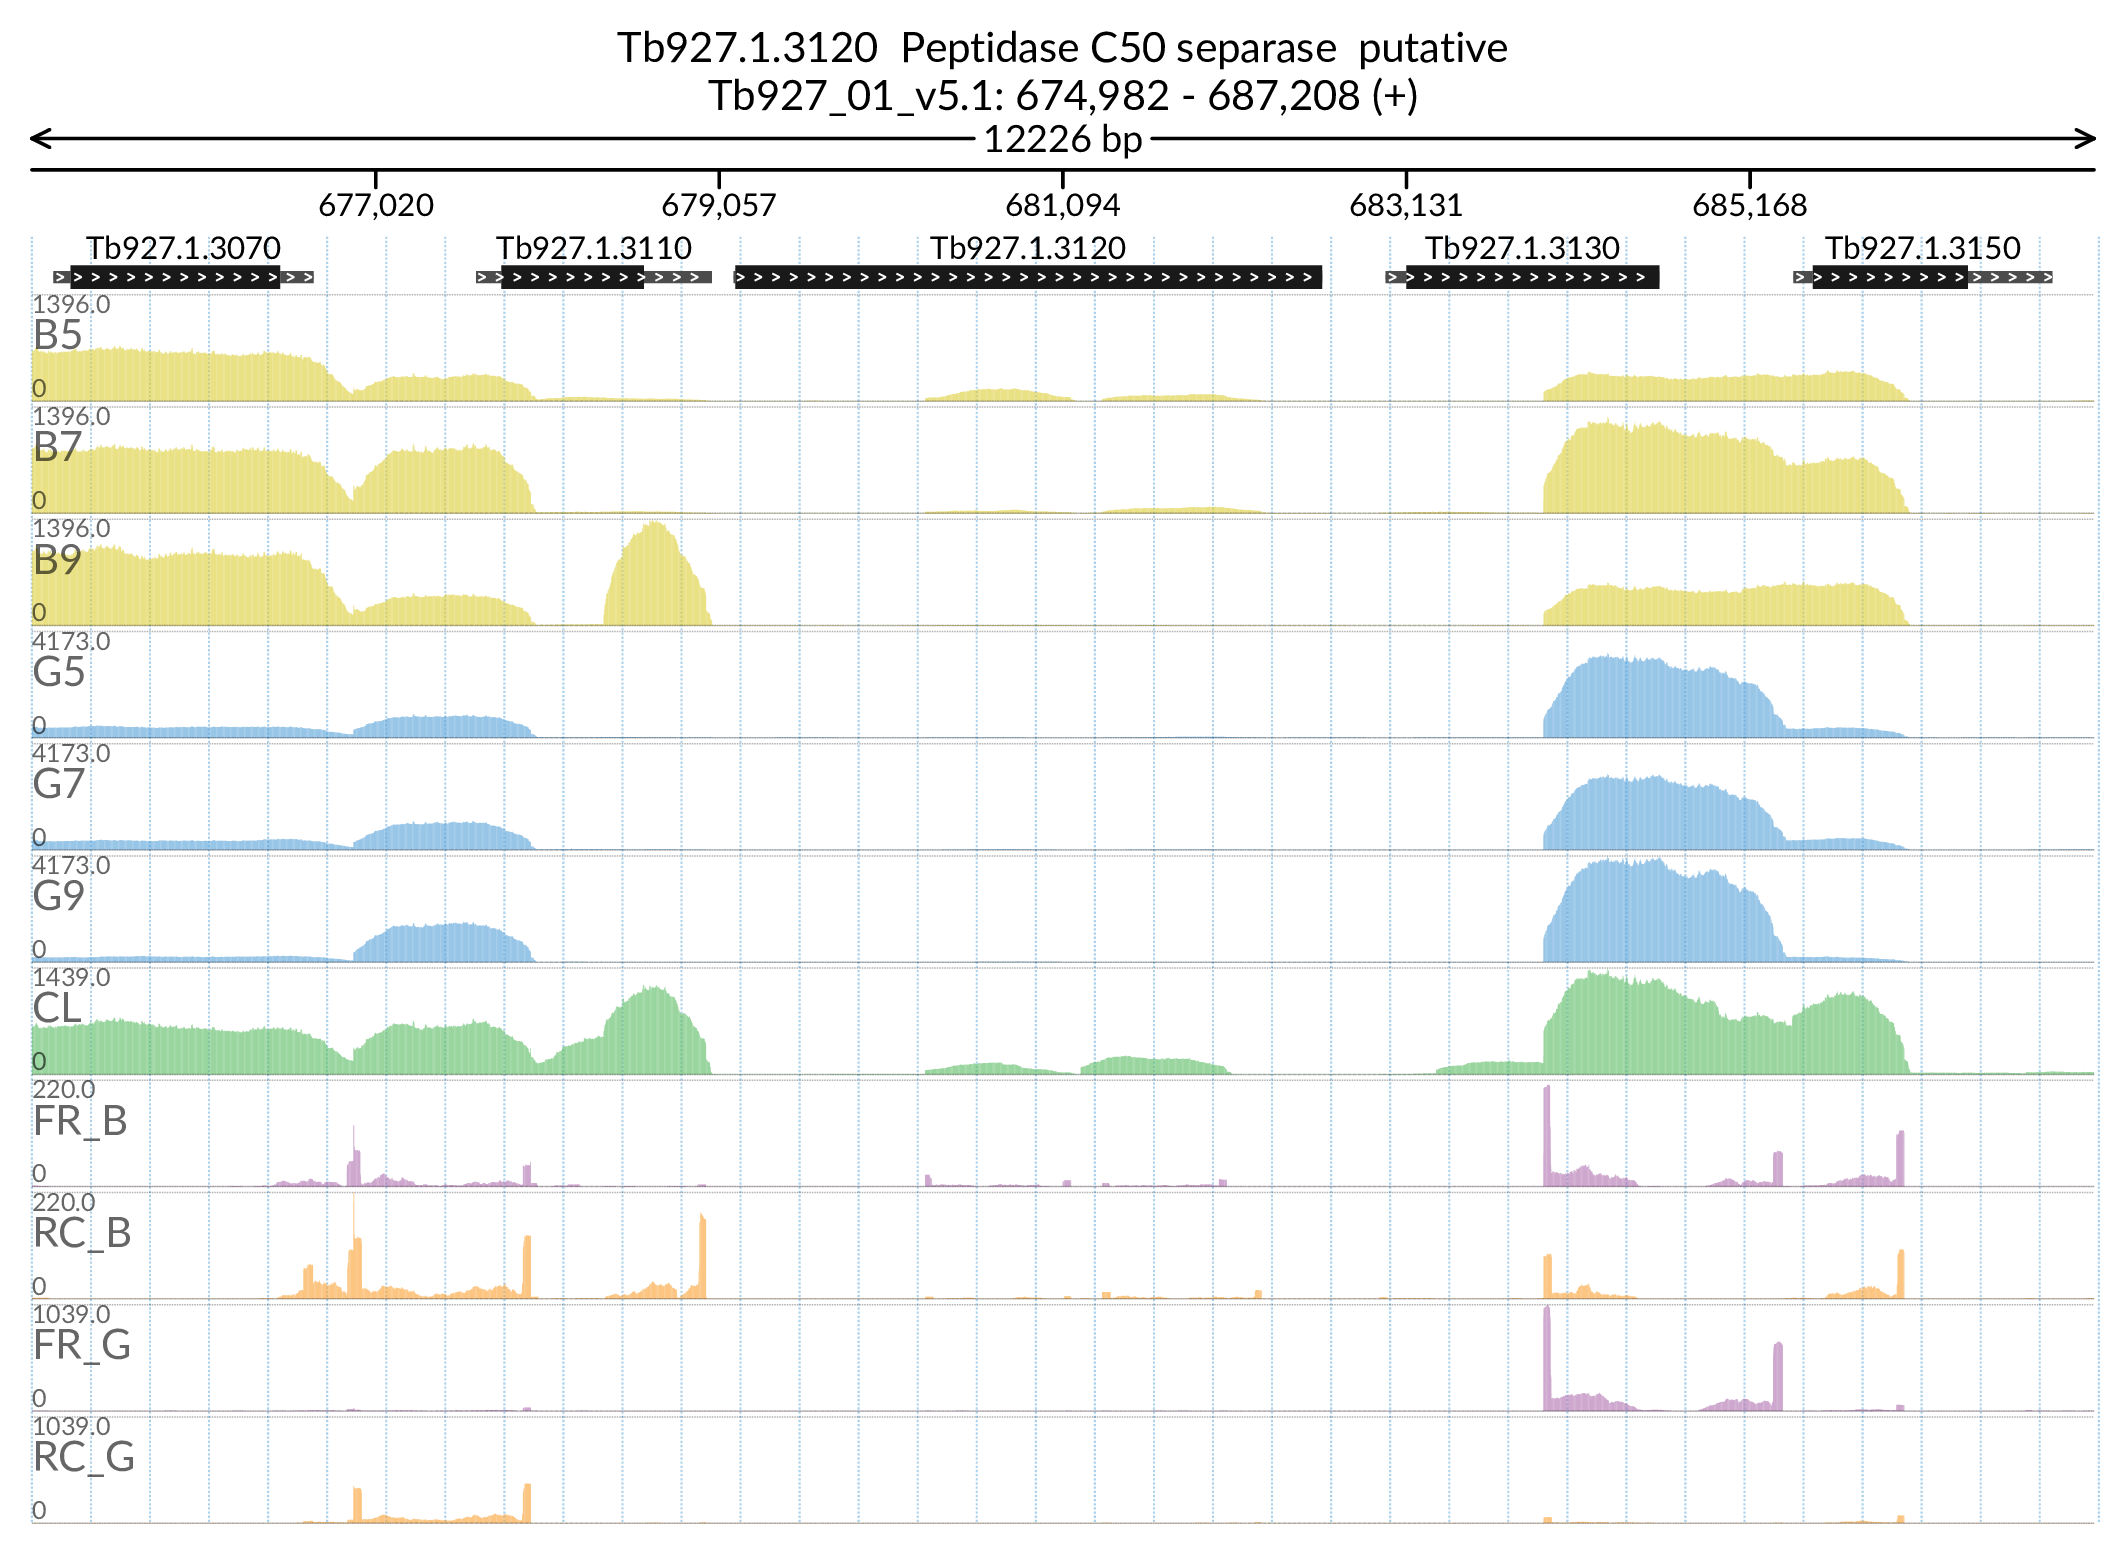 Tb927.1.3120  Peptidase C50 separase  putative
Tb927_01_v5.1: 674,982 - 687,208 (+)
12226 bp
677,020 679,057 681,094 683,131 685,168
Tb927.1.3070 Tb927.1.3110 Tb927.1.3120 Tb927.1.3130 Tb927.1.3150
1396.0
B5
0
1396.0
B7
0
1396.0
B9
0
4173.0
G5
0
4173.0
G7
0
4173.0
G9
0
1439.0
CL
0
220.0
FR_B
0
220.0
RC_B
0
1039.0
FR_G
0
1039.0
RC_G
0